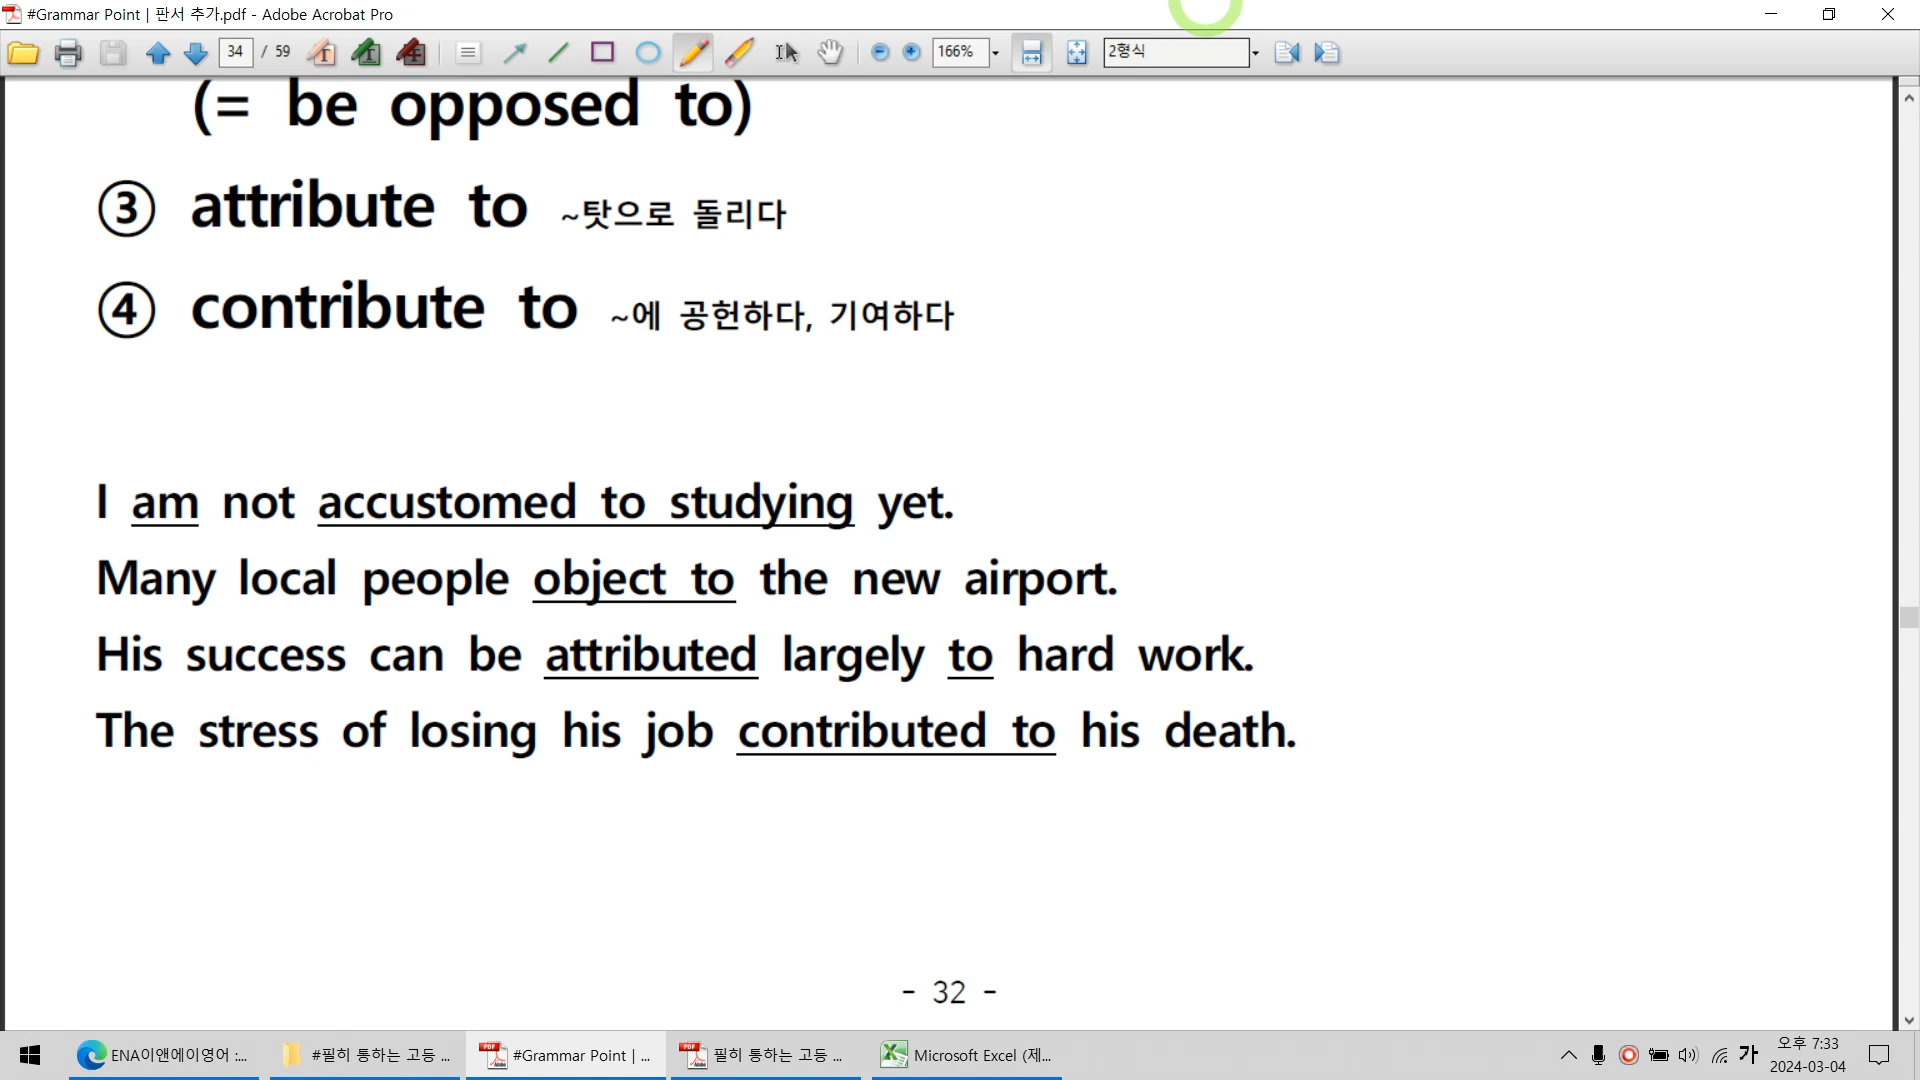 #Grammar Point | 판서 추가.pdf - Adobe Acrobat Pro
34 / 59
166%
2형식
(= be opposed to)
③ attribute to ~탓으로 돌리다
④ contribute to ~에 공헌하다, 기여하다
I am not accustomed to studying yet.
Many local people object to the new airport.
His success can be attributed largely to hard work.
The stress of losing his job contributed to his death.
- 32 -
ENA이앤에이영어 :...
#필히 통하는 고등 ...
#Grammar Point | ...
필히 통하는 고등 ...
Microsoft Excel (제...
가
오후 7:33
2024-03-04